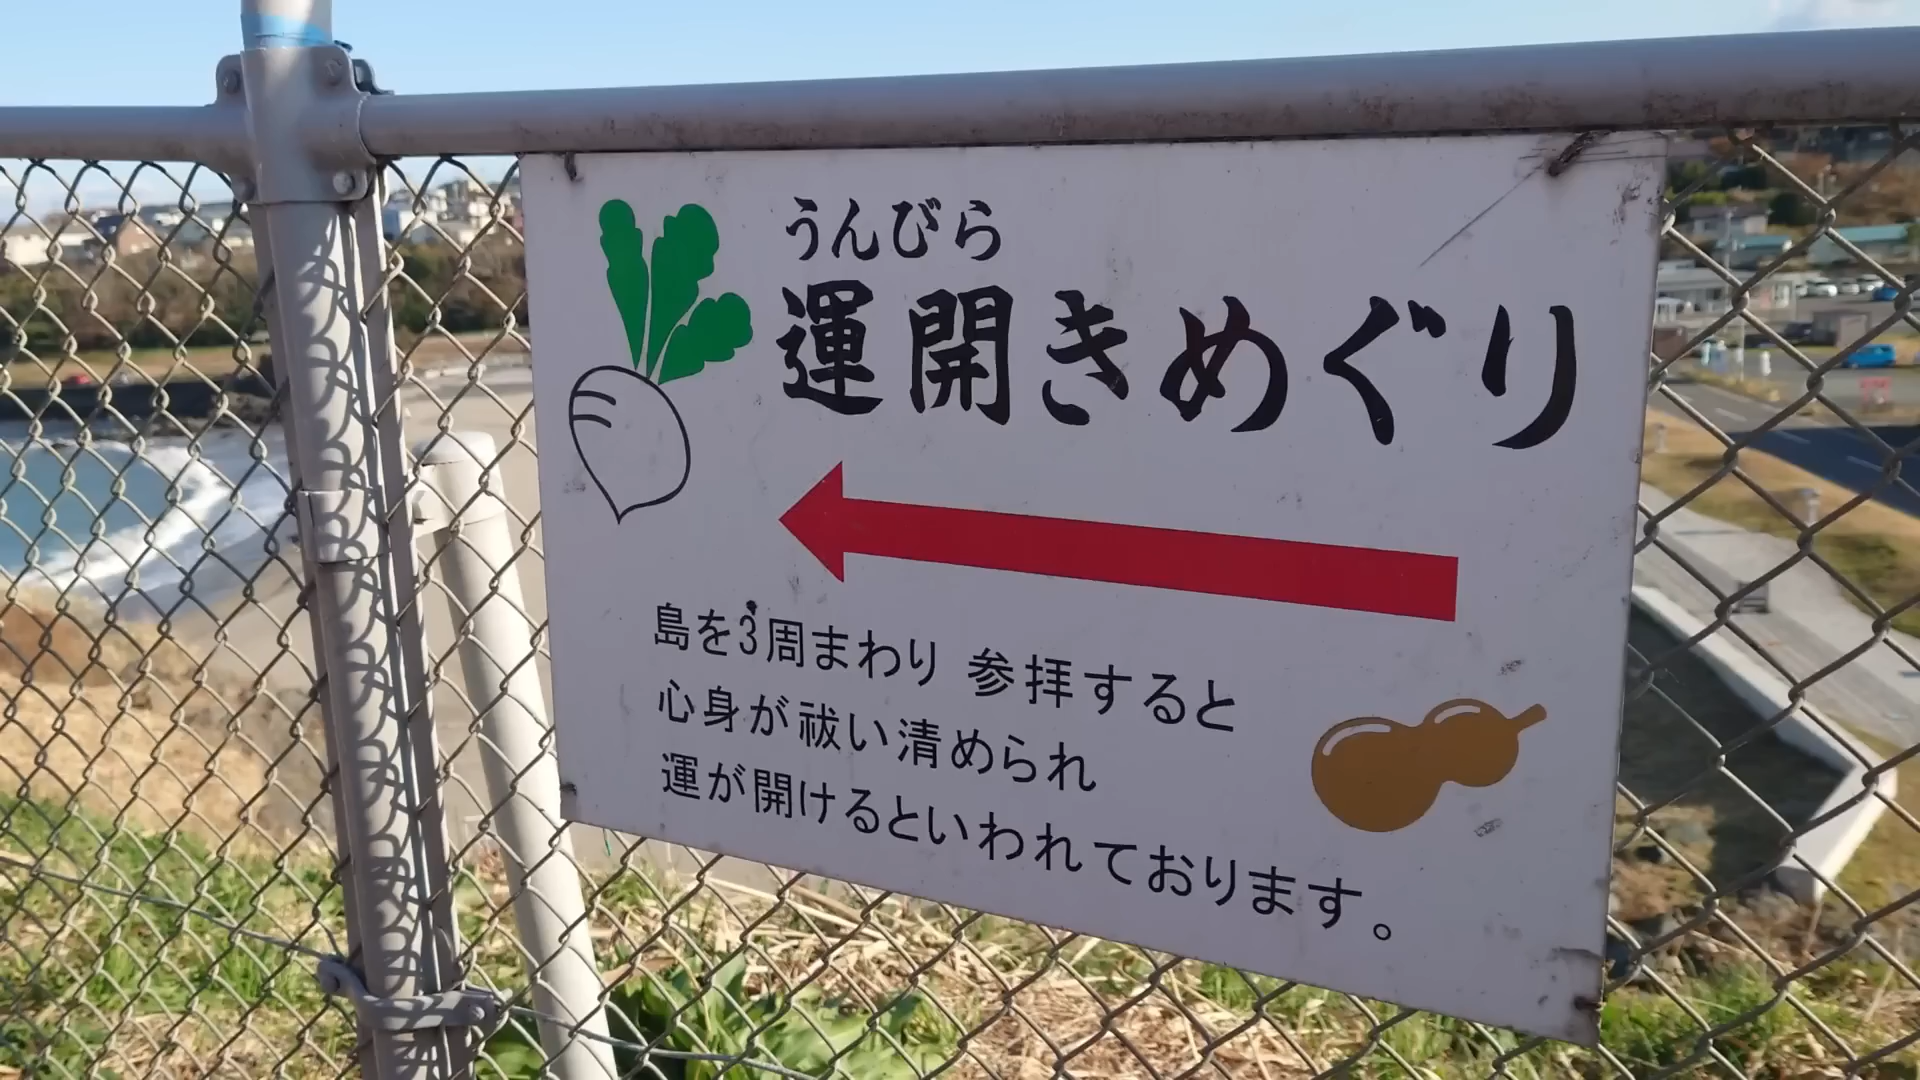 うんびら
運開きめぐり
島を3周まわり 参拝すると
心身が祓い清められ
運が開けるといわれております。